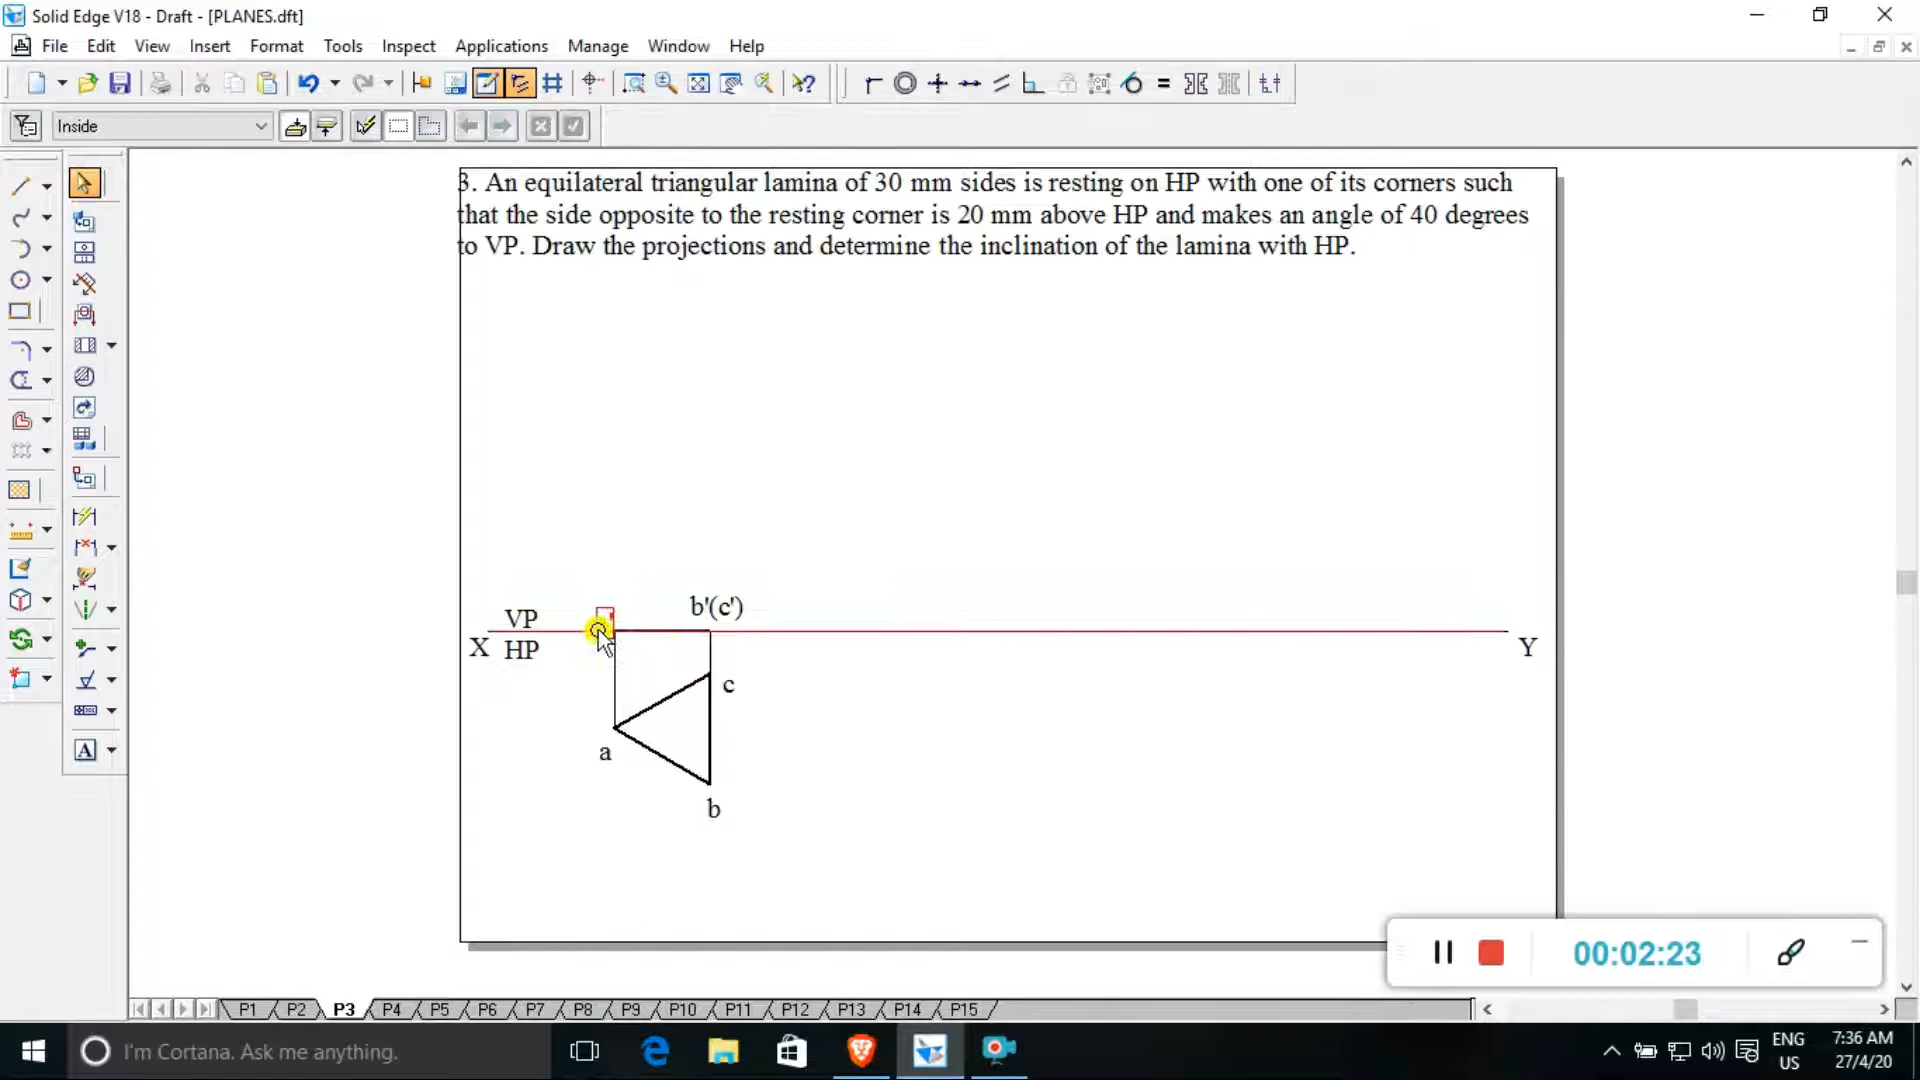 Solid Edge V18 - Draft - [PLANES.dft]
File Edit View Insert Format Tools Inspect Applications Manage Window Help
Inside
3. An equilateral triangular lamina of 30 mm sides is resting on HP with one of its corners such
that the side opposite to the resting corner is 20 mm above HP and makes an angle of 40 degrees
to VP. Draw the projections and determine the inclination of the lamina with HP.
b'(c')
VP
X HP Y
c
a
b
00:02:23
P1 P2 P3 P4 P5 P6 P7 P8 P9 P10 P11 P12 P13 P14 P15
I'm Cortana. Ask me anything.
ENG
US
7:36 AM
27/4/20